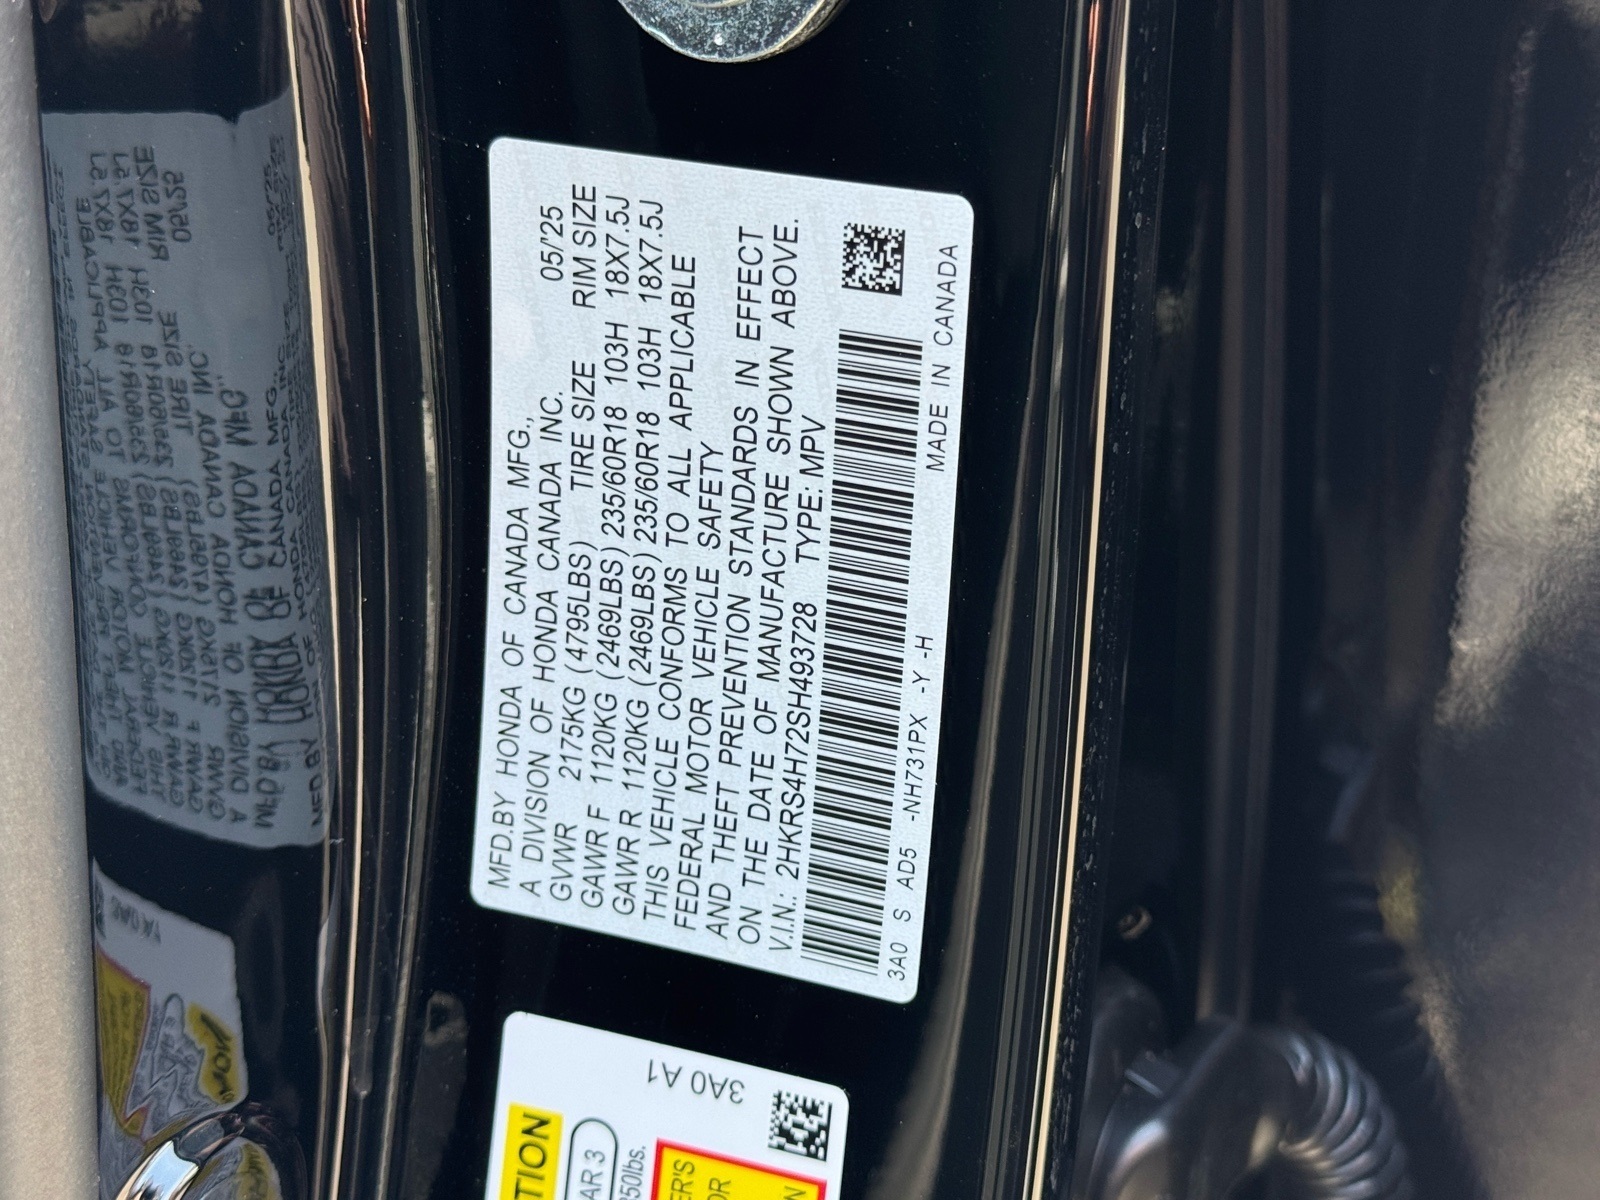 MFD.BY HONDA OF CANADA MFG.,
A DIVISION OF HONDA CANADA INC. 05/'25
GVWR 2175KG (4795LBS) TIRE SIZE RIM SIZE
GAWR F 1120KG (2469LBS) 235/60R18 103H 18X7.5J
GAWR R 1120KG (2469LBS) 235/60R18 103H 18X7.5J
THIS VEHICLE CONFORMS TO ALL APPLICABLE
FEDERAL MOTOR VEHICLE SAFETY
AND THEFT PREVENTION STANDARDS IN EFFECT
ON THE DATE OF MANUFACTURE SHOWN ABOVE.
V.I.N.: 2HKRS4H72SH493728 TYPE: MPV
3A0 S AD5 -NH731PX -Y -H MADE IN CANADA
3A0 A1